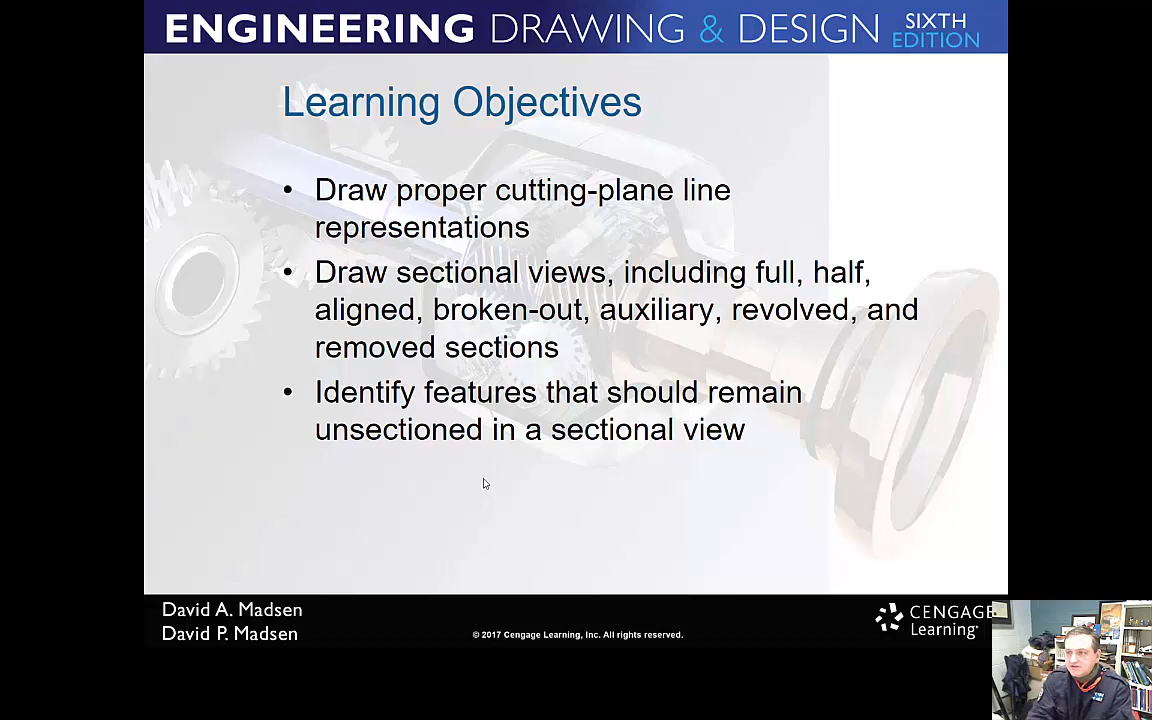 ENGINEERING DRAWING & DESIGN SIXTH EDITION
Learning Objectives
• Draw proper cutting-plane line
representations
• Draw sectional views, including full, half,
aligned, broken-out, auxiliary, revolved, and
removed sections
• Identify features that should remain
unsectioned in a sectional view
David A. Madsen
David P. Madsen
© 2017 Cengage Learning, Inc. All rights reserved.
CENGAGE
Learning